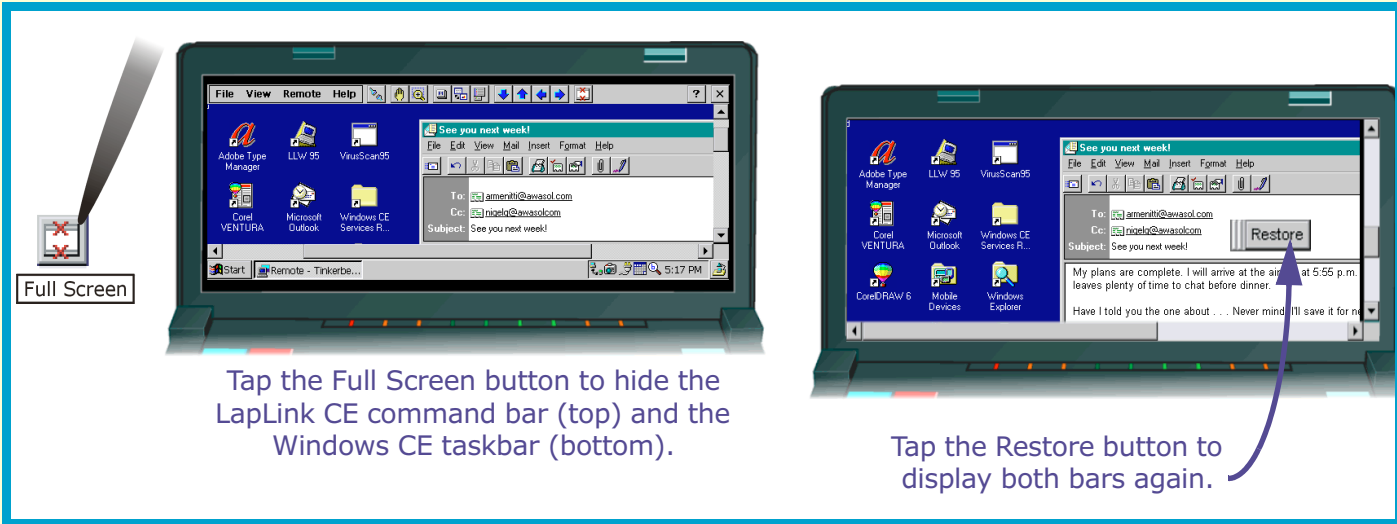 Full Screen
File View Remote Help ? ×
Adobe Type
Manager
LLW 95
VirusScan95
Corel
VENTURA
Microsoft
Outlook
Windows CE
Services R...
See you next week!
File Edit View Mail Insert Format Help
To: armenitti@awasol.com
Cc: nigelg@awasolcom
Subject: See you next week!
Start
Remote - Tinkerbe...
5:17 PM
Tap the Full Screen button to hide the
LapLink CE command bar (top) and the
Windows CE taskbar (bottom).
Adobe Type
Manager
LLW 95
VirusScan95
Corel
VENTURA
Microsoft
Outlook
Windows CE
Services R...
CorelDRAW 6
Mobile
Devices
Windows
Explorer
See you next week!
File Edit View Mail Insert Format Help
To: armenitti@awasol.com
Cc: nigelg@awasolcom
Subject: See you next week!
Restore
My plans are complete. I will arrive at the at 5:55 p.m.
leaves plenty of time to chat before dinner.
Have I told you the one about . . . Never mind. I'll save it for
Tap the Restore button to
display both bars again.